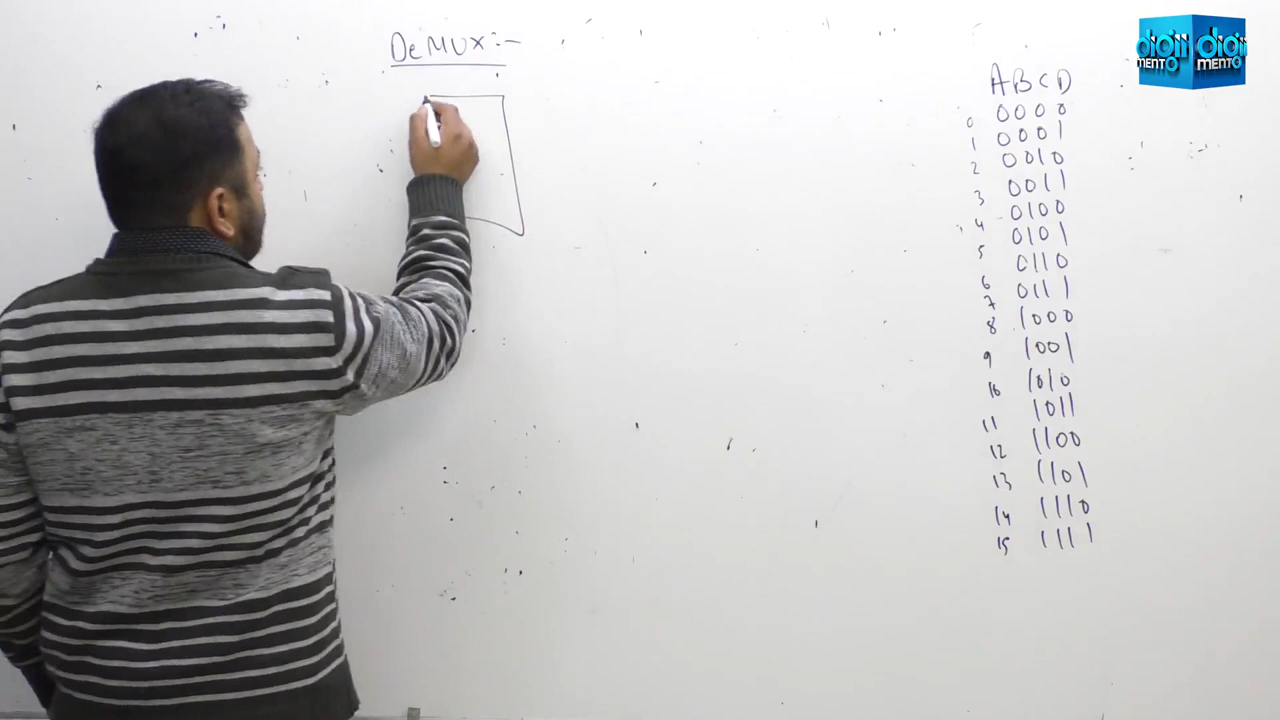 DeMUX:-
A B C D
0 0 0 0 0
1 0 0 0 1
2 0 0 1 0
3 0 0 1 1
4 0 1 0 0
5 0 1 0 1
6 0 1 1 0
7 0 1 1 1
8 1 0 0 0
9 1 0 0 1
10 1 0 1 0
11 1 0 1 1
12 1 1 0 0
13 1 1 0 1
14 1 1 1 0
15 1 1 1 1
digii digii
MENTO MENTO